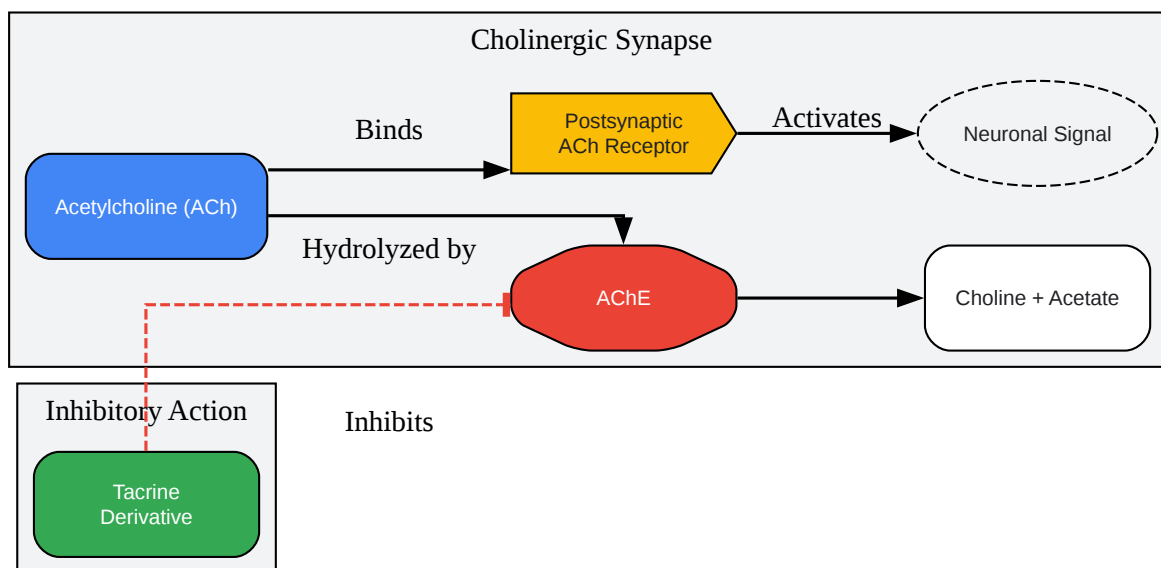 Cholinergic Synapse
Binds
Postsynaptic
ACh Receptor
Activates
Neuronal Signal
Acetylcholine (ACh)
Hydrolyzed by
AChE
Choline + Acetate
Inhibitory Action
Inhibits
Tacrine
Derivative